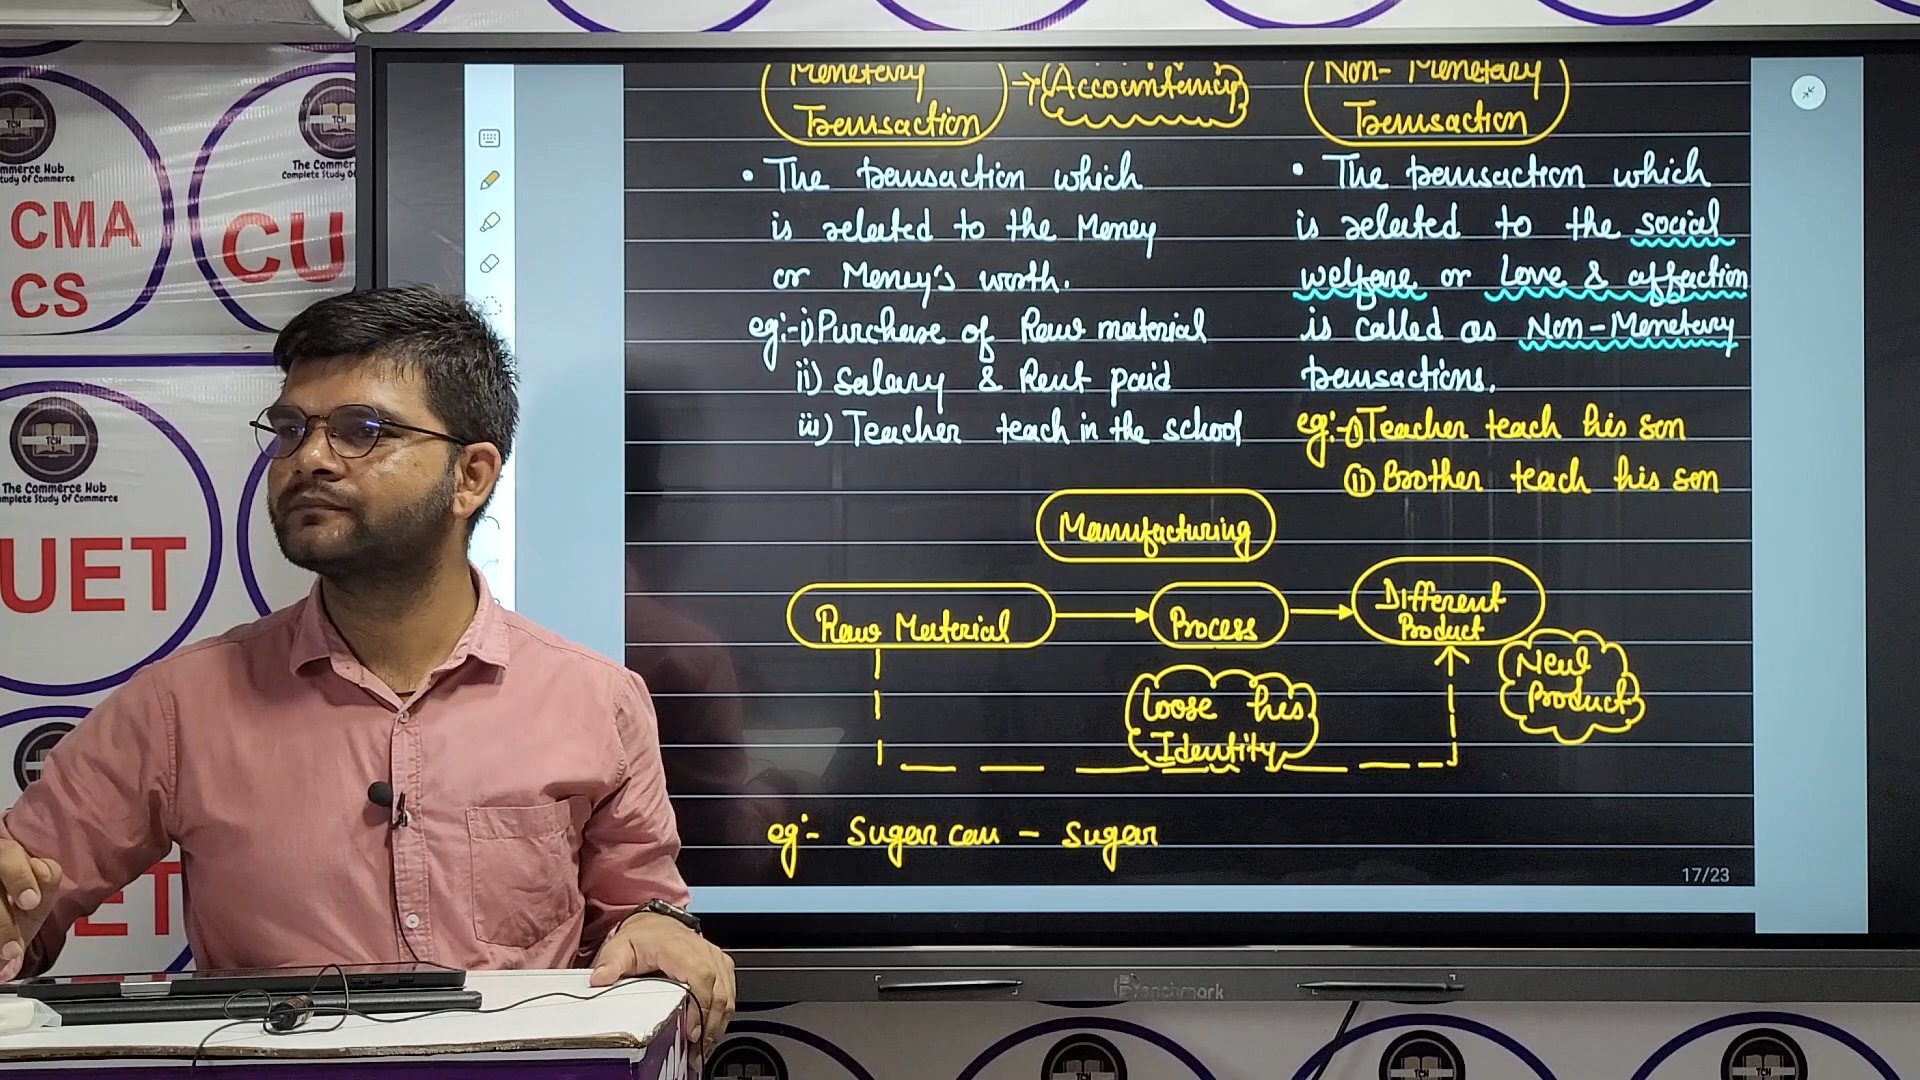 Monetary
Transaction
→ Accountancy
Non-Monetary
Transaction
• The transaction which
is related to the Money
or Money's worth.
eg:- i) Purchase of Raw material
ii) Salary & Rent paid
iii) Teacher teach in the school
• The transaction which
is related to the social
welfare or Love & affection
is called as Non-Monetary
transactions.
eg:- i) Teacher teach his son
ii) Brother teach his son
Manufacturing
Raw Material
Process
Different
Product
New
Product
Loose his
Identity
eg:- Sugar can - Sugar
17/23
TCH
The Commerce Hub
Complete Study Of Commerce
CMA
CS
CU
UET
ET
Benchmark